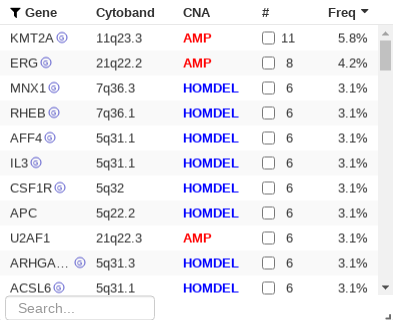 Gene Cytoband CNA # Freq
KMT2A G 11q23.3 AMP 11 5.8%
ERG G 21q22.2 AMP 8 4.2%
MNX1 G 7q36.3 HOMDEL 6 3.1%
RHEB G 7q36.1 HOMDEL 6 3.1%
AFF4 G 5q31.1 HOMDEL 6 3.1%
IL3 G 5q31.1 HOMDEL 6 3.1%
CSF1R G 5q32 HOMDEL 6 3.1%
APC 5q22.2 HOMDEL 6 3.1%
U2AF1 21q22.3 AMP 6 3.1%
ARHGA... G 5q31.3 HOMDEL 6 3.1%
ACSL6 G 5q31.1 HOMDEL 6 3.1%
Search...